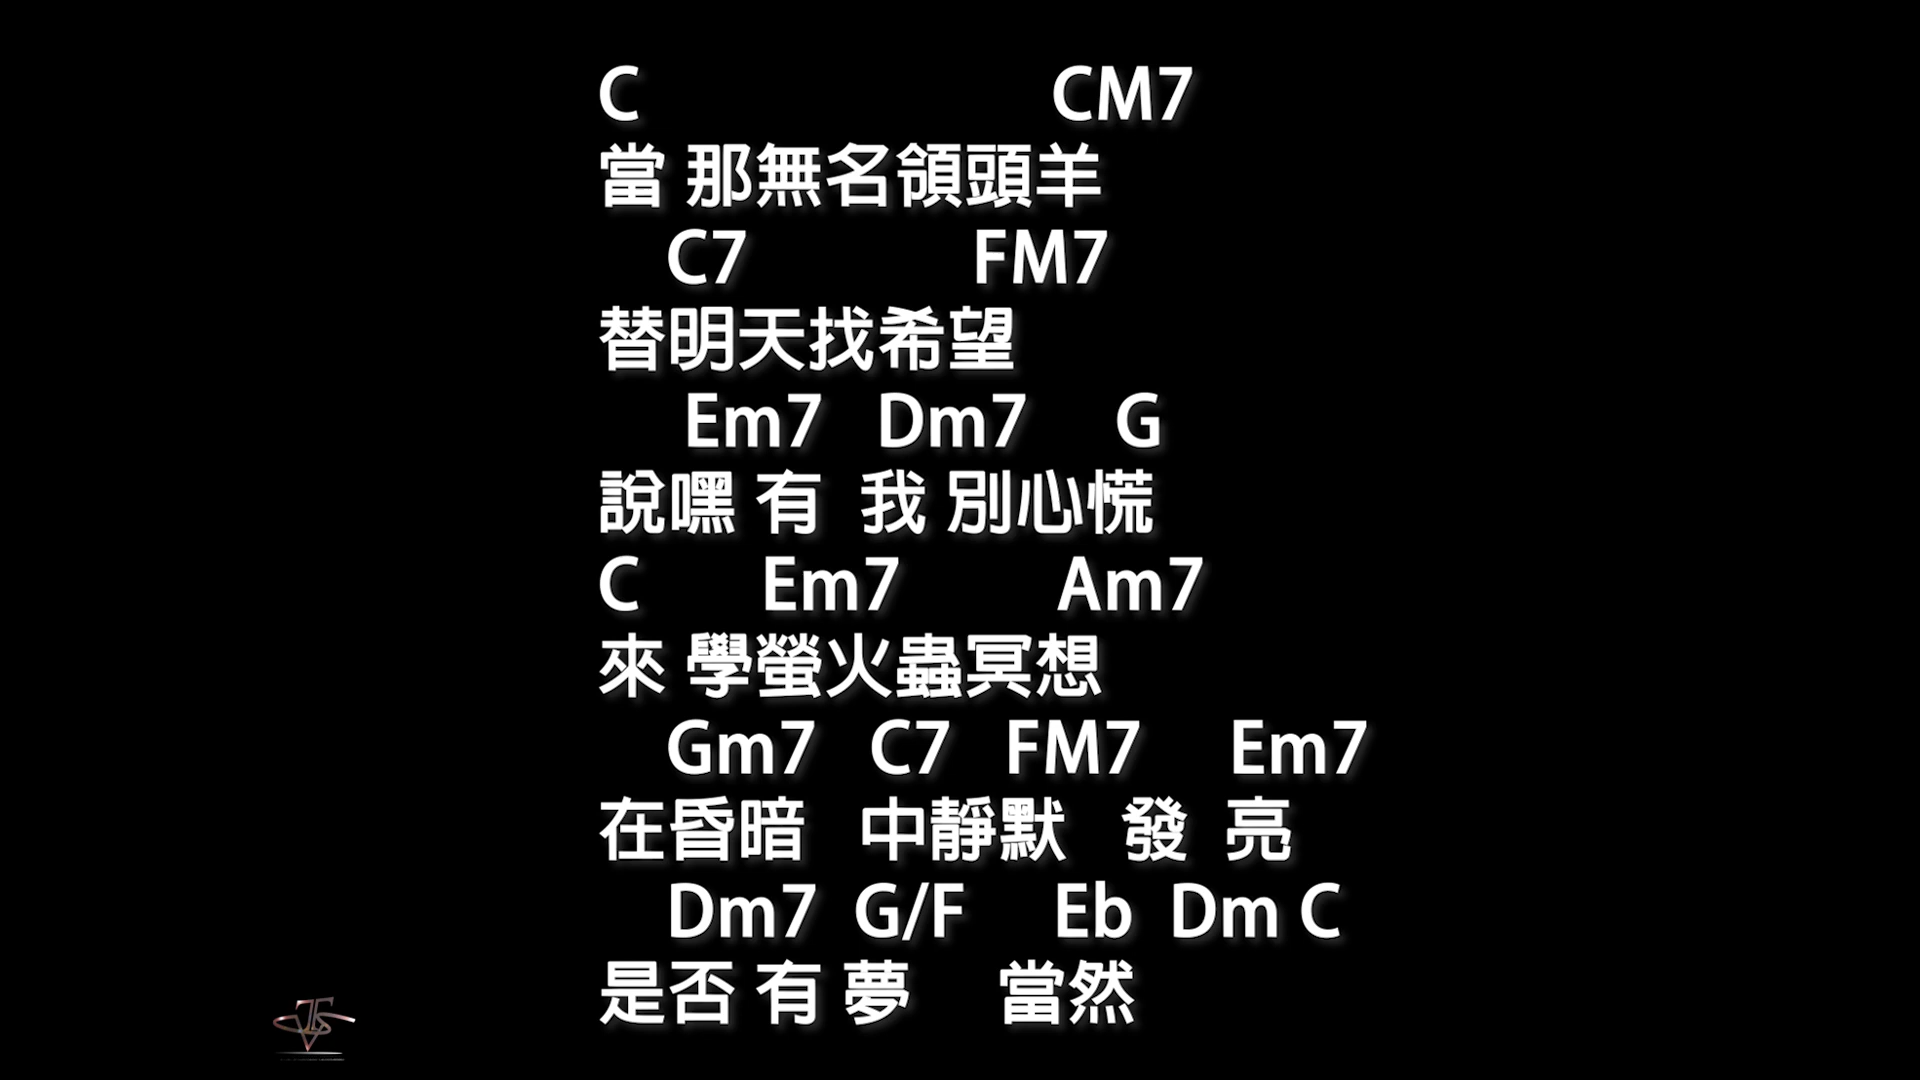 C CM7
當 那無名領頭羊
C7 FM7
替明天找希望
Em7 Dm7 G
說嘿 有 我 別心慌
C Em7 Am7
來 學螢火蟲冥想
Gm7 C7 FM7 Em7
在昏暗 中靜默 發 亮
Dm7 G/F Eb Dm C
是否 有 夢 當然